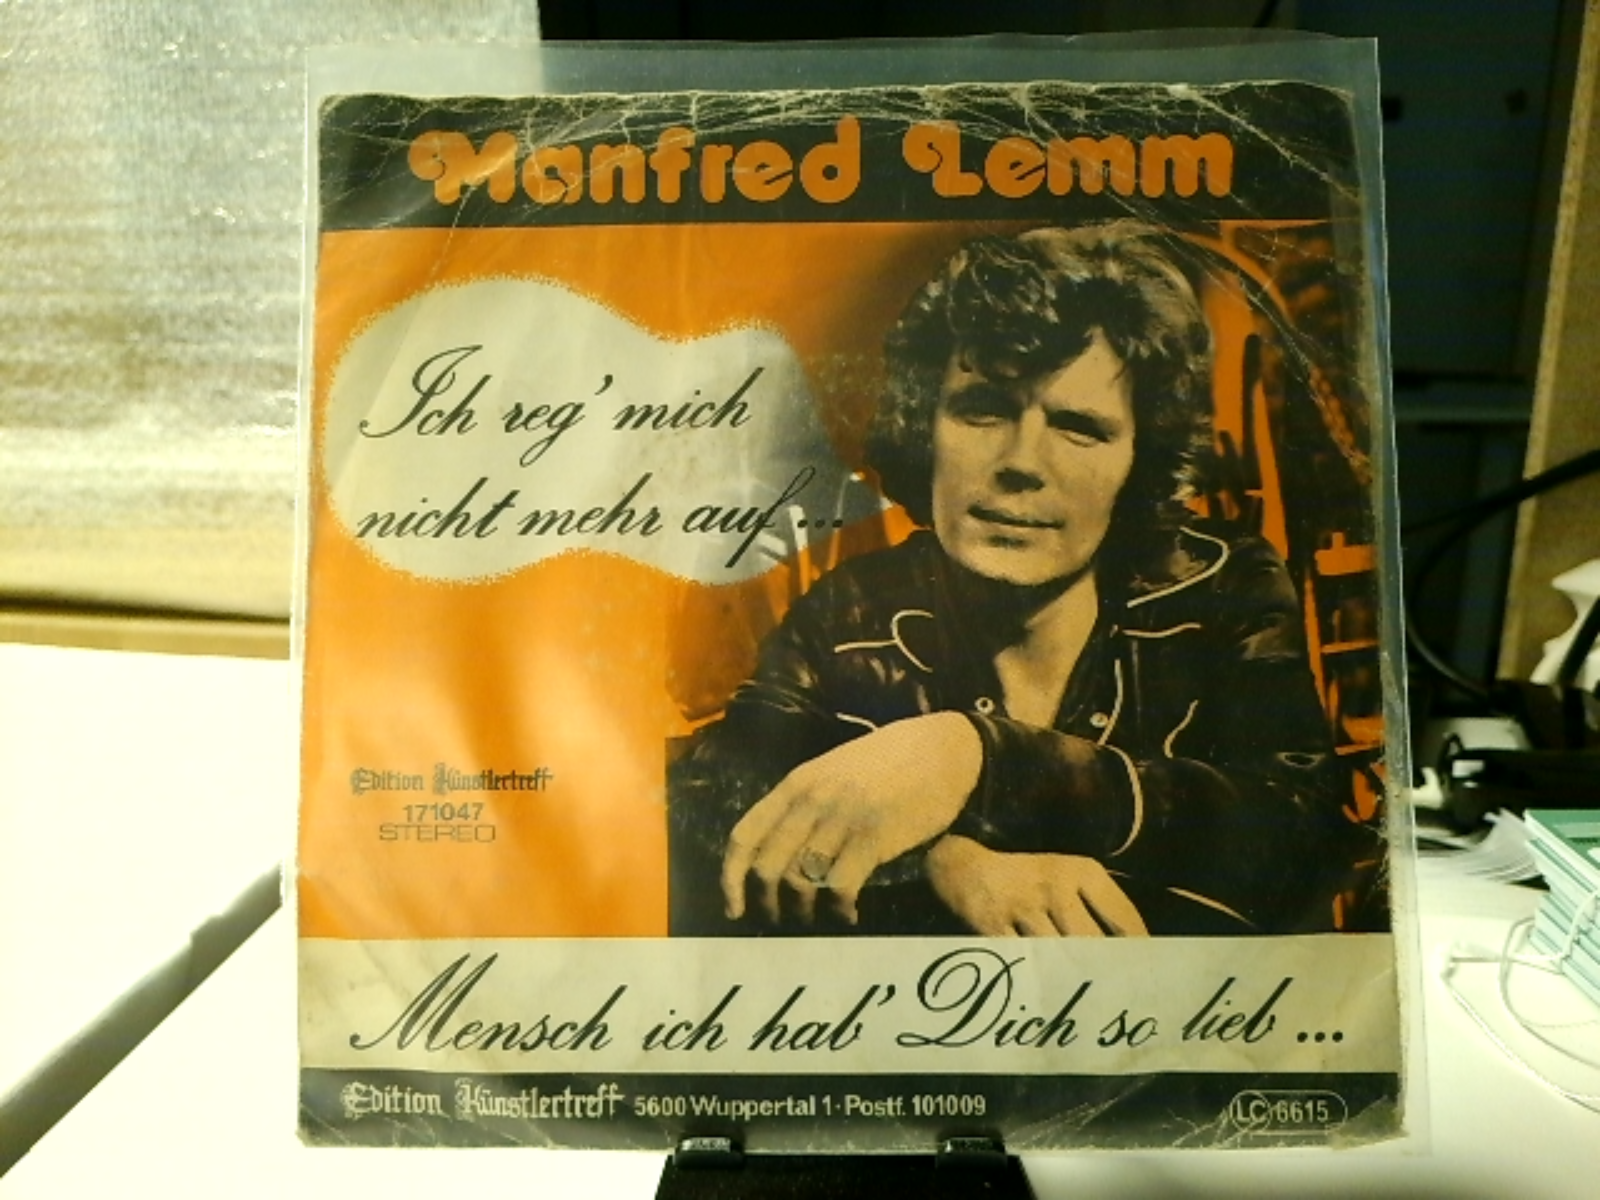 Manfred Lemm
Ich reg' mich
nicht mehr auf...
Edition Künstlertreff
171047
STEREO
Mensch ich hab' Dich so lieb...
Edition Künstlertreff 5600 Wuppertal 1·Postf. 101009
LC 6615